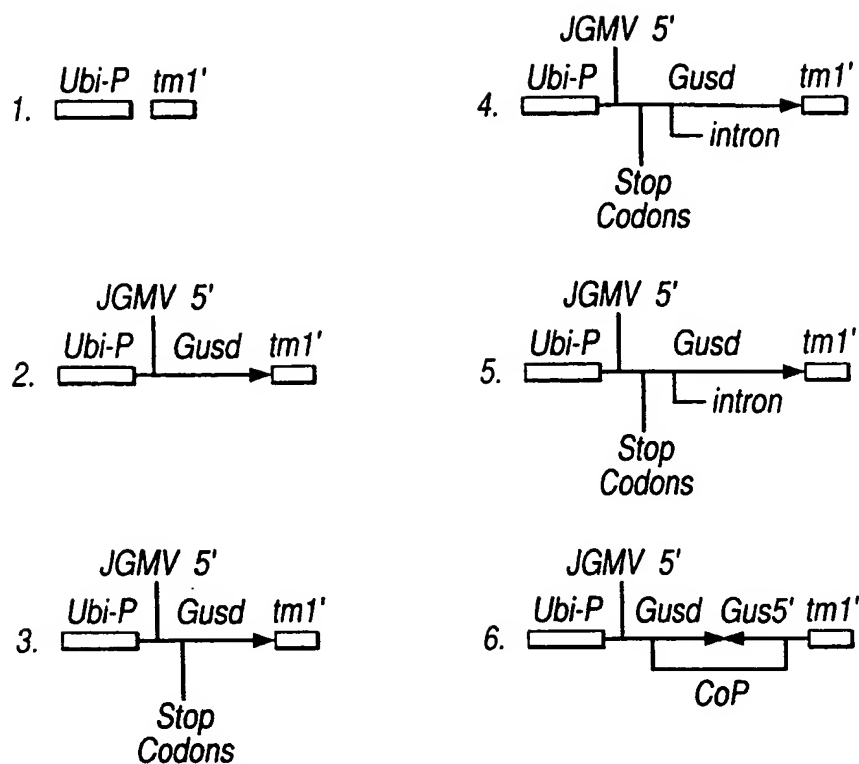 1. Ubi-P tm1'
JGMV 5'
2. Ubi-P Gusd tm1'
JGMV 5'
3. Ubi-P Gusd tm1'
Stop
Codons
JGMV 5'
4. Ubi-P Gusd tm1'
intron
Stop
Codons
JGMV 5'
5. Ubi-P Gusd tm1'
intron
Stop
Codons
JGMV 5'
6. Ubi-P Gusd Gus5' tm1'
CoP